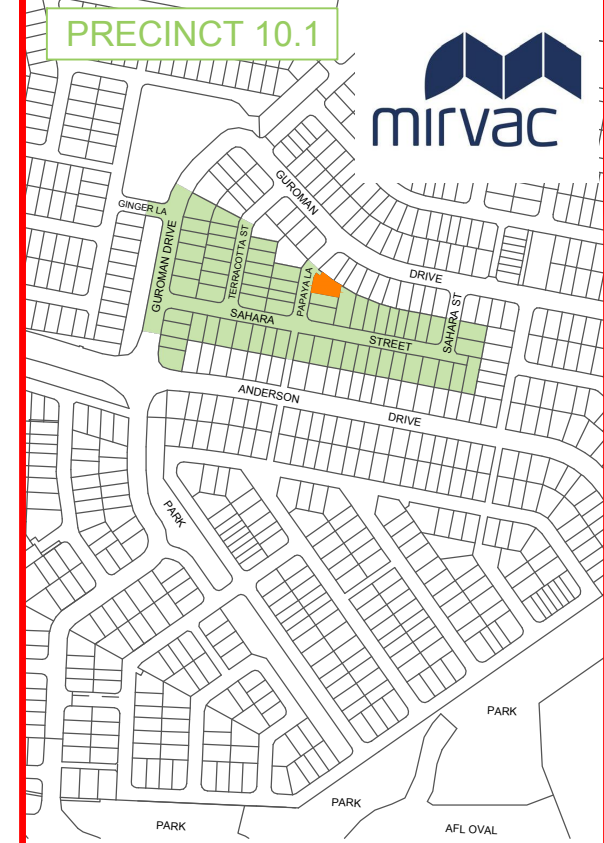 PRECINCT 10.1
mirvac
GINGER LA
GUROMAN
GUROMAN DRIVE
TERRACOTTA ST
DRIVE
PAPAYA LA
SAHARA
STREET
SAHARA ST
ANDERSON
DRIVE
PARK
PARK
PARK
PARK
AFL OVAL